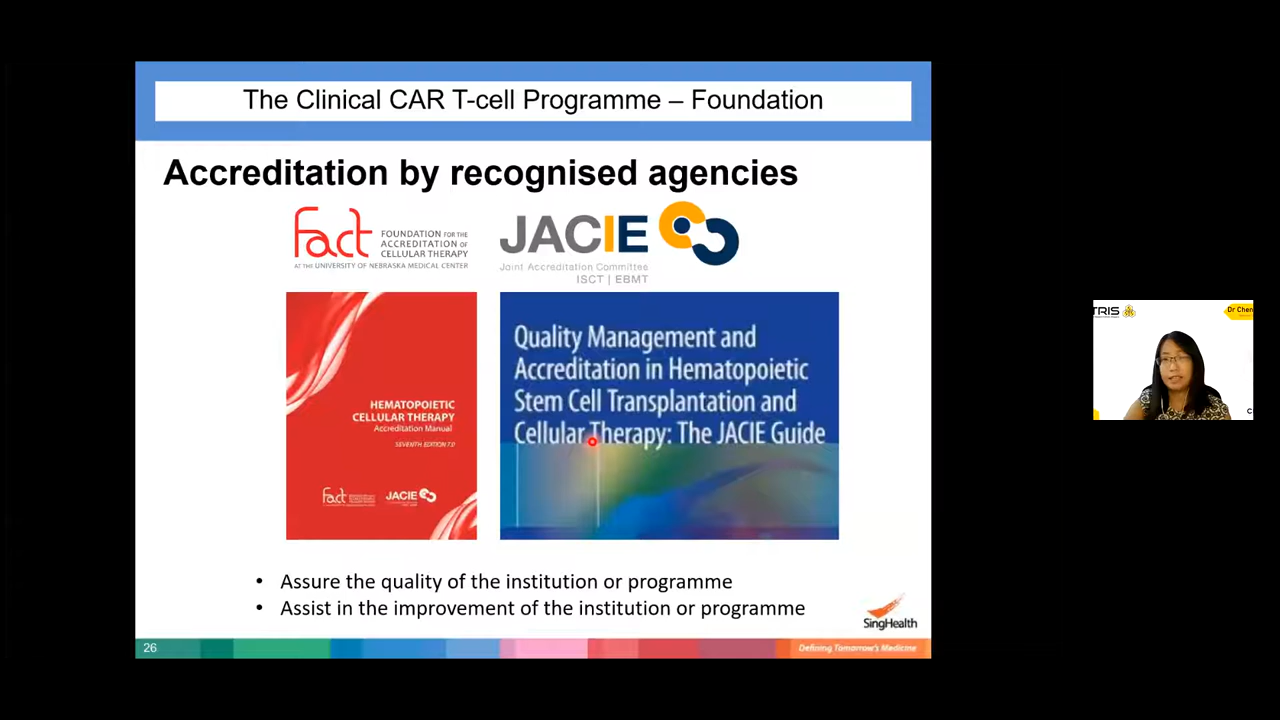 The Clinical CAR T-cell Programme – Foundation
Accreditation by recognised agencies
fact
FOUNDATION FOR THE
ACCREDITATION OF
CELLULAR THERAPY
AT THE UNIVERSITY OF NEBRASKA MEDICAL CENTER
JACIE
Joint Accreditation Committee
ISCT | EBMT
HEMATOPOIETIC
CELLULAR THERAPY
Accreditation Manual
SEVENTH EDITION 7.0
fact
JACIE
Quality Management and
Accreditation in Hematopoietic
Stem Cell Transplantation and
Cellular Therapy: The JACIE Guide
• Assure the quality of the institution or programme
• Assist in the improvement of the institution or programme
SingHealth
26
Defining Tomorrow's Medicine
TRIS
Dr Chen